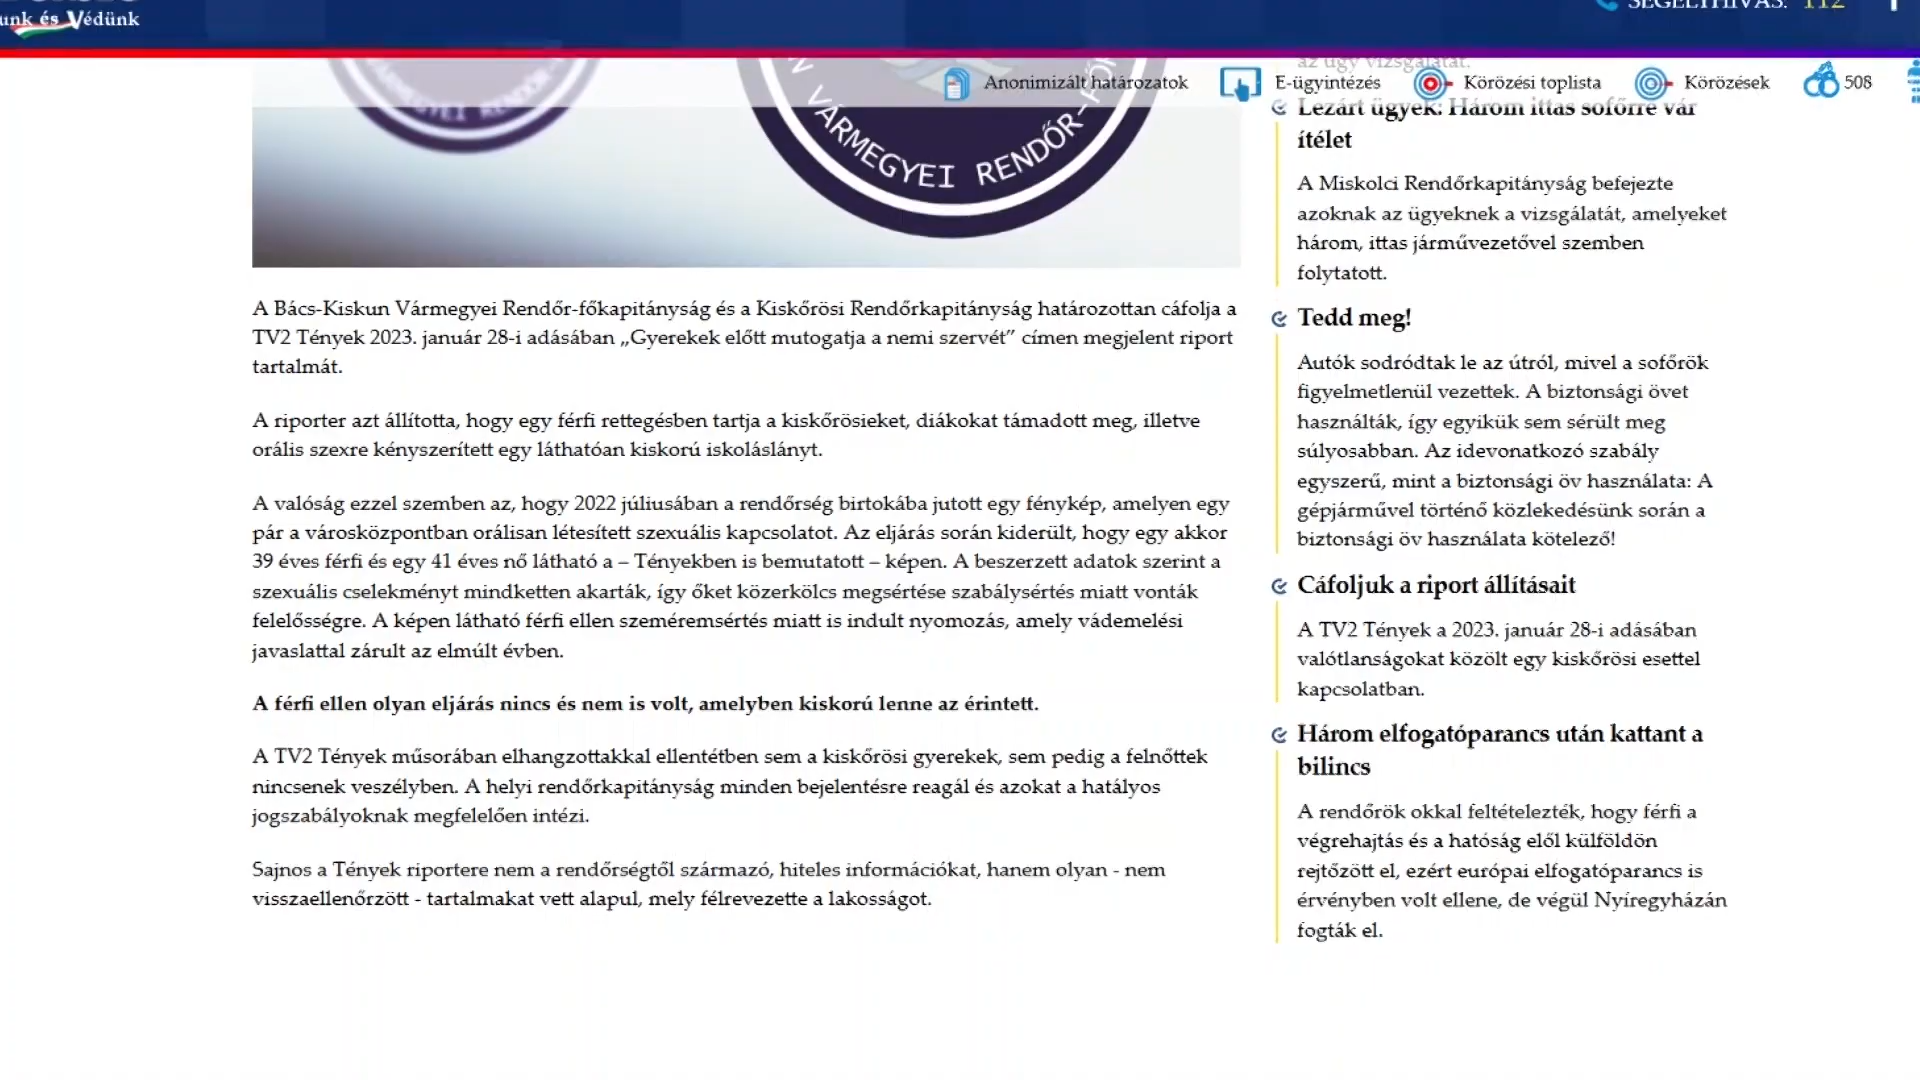 unk és Védünk
SEGÉLYHÍVÁS: 112
Anonimizált határozatok
E-ügyintézés
Körözési toplista
Körözések
508
VÁRMEGYEI RENDŐR-
VÁRMEGYEI RENDŐR-FŐ
A Bács-Kiskun Vármegyei Rendőr-főkapitányság és a Kiskőrösi Rendőrkapitányság határozottan cáfolja a
TV2 Tények 2023. január 28-i adásában „Gyerekek előtt mutogatja a nemi szervét” címen megjelent riport
tartalmát.
A riporter azt állította, hogy egy férfi rettegésben tartja a kiskőrösieket, diákokat támadott meg, illetve
orális szexre kényszerített egy láthatóan kiskorú iskoláslányt.
A valóság ezzel szemben az, hogy 2022 júliusában a rendőrség birtokába jutott egy fénykép, amelyen egy
pár a városközpontban orálisan létesített szexuális kapcsolatot. Az eljárás során kiderült, hogy egy akkor
39 éves férfi és egy 41 éves nő látható a – Tényekben is bemutatott – képen. A beszerzett adatok szerint a
szexuális cselekményt mindketten akarták, így őket közerkölcs megsértése szabálysértés miatt vonták
felelősségre. A képen látható férfi ellen szeméremsértés miatt is indult nyomozás, amely vádemelési
javaslattal zárult az elmúlt évben.
A férfi ellen olyan eljárás nincs és nem is volt, amelyben kiskorú lenne az érintett.
A TV2 Tények műsorában elhangzottakkal ellentétben sem a kiskőrösi gyerekek, sem pedig a felnőttek
nincsenek veszélyben. A helyi rendőrkapitányság minden bejelentésre reagál és azokat a hatályos
jogszabályoknak megfelelően intézi.
Sajnos a Tények riportere nem a rendőrségtől származó, hiteles információkat, hanem olyan - nem
visszaellenőrzött - tartalmakat vett alapul, mely félrevezette a lakosságot.
az ügy vizsgálatát.
Lezárt ügyek: Három ittas sofőrre vár
ítélet
A Miskolci Rendőrkapitányság befejezte
azoknak az ügyeknek a vizsgálatát, amelyeket
három, ittas járművezetővel szemben
folytatott.
Tedd meg!
Autók sodródtak le az útról, mivel a sofőrök
figyelmetlenül vezettek. A biztonsági övet
használták, így egyikük sem sérült meg
súlyosabban. Az idevonatkozó szabály
egyszerű, mint a biztonsági öv használata: A
gépjárművel történő közlekedésünk során a
biztonsági öv használata kötelező!
Cáfoljuk a riport állításait
A TV2 Tények a 2023. január 28-i adásában
valótlanságokat közölt egy kiskőrösi esettel
kapcsolatban.
Három elfogatóparancs után kattant a
bilincs
A rendőrök okkal feltételezték, hogy férfi a
végrehajtás és a hatóság elől külföldön
rejtőzött el, ezért európai elfogatóparancs is
érvényben volt ellene, de végül Nyíregyházán
fogták el.